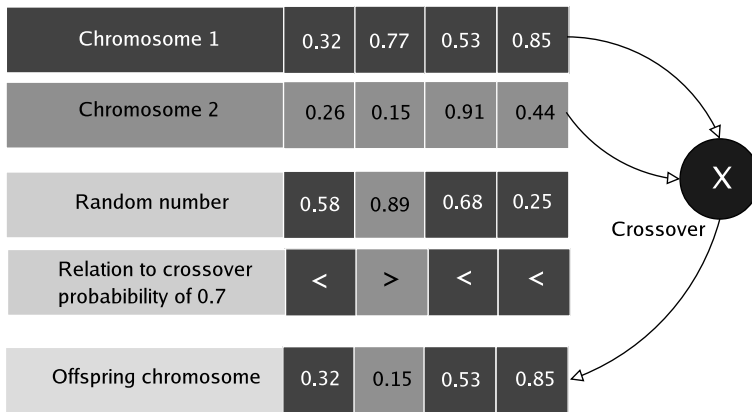 Chromosome 1 0.32 0.77 0.53 0.85
Chromosome 2 0.26 0.15 0.91 0.44
X
Random number 0.58 0.89 0.68 0.25
Crossover
Relation to crossover
probabibility of 0.7 < > < <
Offspring chromosome 0.32 0.15 0.53 0.85